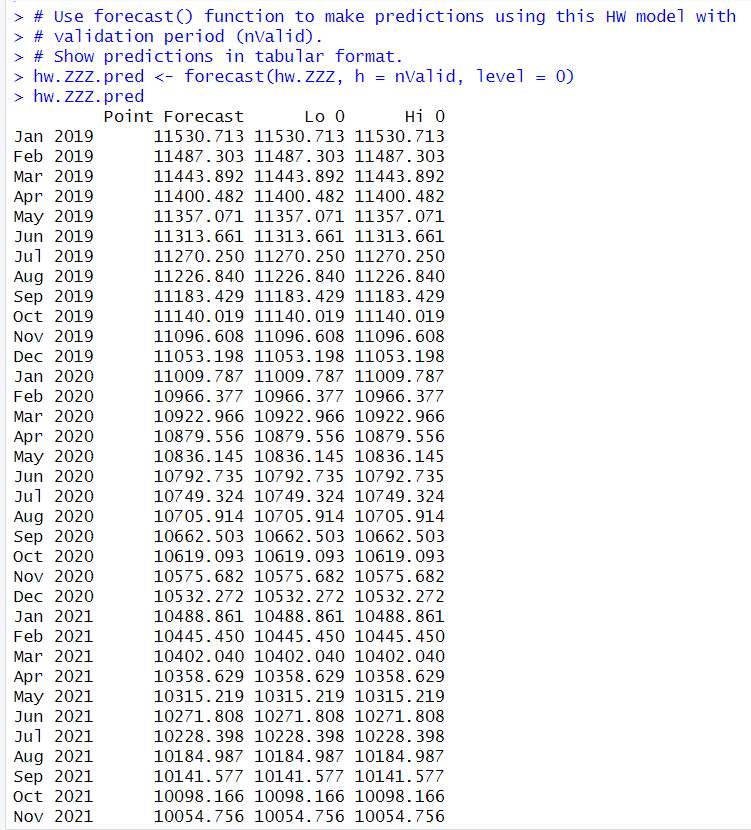 > # Use forecast() function to make predictions using this HW model with
> # validation period (nValid).
> # Show predictions in tabular format.
> hw.ZZZ.pred <- forecast(hw.ZZZ, h = nValid, level = 0)
> hw.ZZZ.pred
         Point Forecast      Lo 0      Hi 0
Jan 2019      11530.713 11530.713 11530.713
Feb 2019      11487.303 11487.303 11487.303
Mar 2019      11443.892 11443.892 11443.892
Apr 2019      11400.482 11400.482 11400.482
May 2019      11357.071 11357.071 11357.071
Jun 2019      11313.661 11313.661 11313.661
Jul 2019      11270.250 11270.250 11270.250
Aug 2019      11226.840 11226.840 11226.840
Sep 2019      11183.429 11183.429 11183.429
Oct 2019      11140.019 11140.019 11140.019
Nov 2019      11096.608 11096.608 11096.608
Dec 2019      11053.198 11053.198 11053.198
Jan 2020      11009.787 11009.787 11009.787
Feb 2020      10966.377 10966.377 10966.377
Mar 2020      10922.966 10922.966 10922.966
Apr 2020      10879.556 10879.556 10879.556
May 2020      10836.145 10836.145 10836.145
Jun 2020      10792.735 10792.735 10792.735
Jul 2020      10749.324 10749.324 10749.324
Aug 2020      10705.914 10705.914 10705.914
Sep 2020      10662.503 10662.503 10662.503
Oct 2020      10619.093 10619.093 10619.093
Nov 2020      10575.682 10575.682 10575.682
Dec 2020      10532.272 10532.272 10532.272
Jan 2021      10488.861 10488.861 10488.861
Feb 2021      10445.450 10445.450 10445.450
Mar 2021      10402.040 10402.040 10402.040
Apr 2021      10358.629 10358.629 10358.629
May 2021      10315.219 10315.219 10315.219
Jun 2021      10271.808 10271.808 10271.808
Jul 2021      10228.398 10228.398 10228.398
Aug 2021      10184.987 10184.987 10184.987
Sep 2021      10141.577 10141.577 10141.577
Oct 2021      10098.166 10098.166 10098.166
Nov 2021      10054.756 10054.756 10054.756